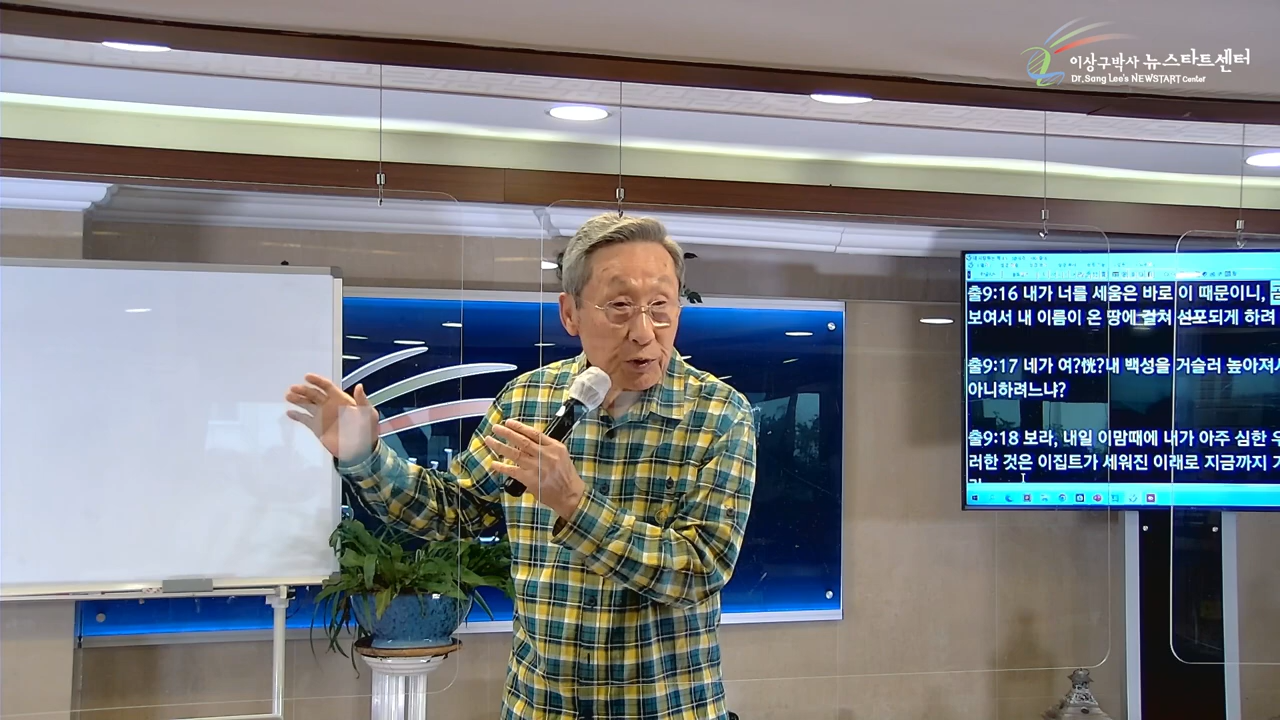 이상구박사 뉴스타트센터
Dr. Sang Lee's NEWSTART Center
출9:16 내가 너를 세움은 바로 이 때문이니,
보여서 내 이름이 온 땅에 걸쳐 선포되게 하려
출9:17 네가 여?恍?내 백성을 거슬러 높아져서
아니하려느냐?
출9:18 보라, 내일 이맘때에 내가 아주 심한
러한 것은 이집트가 세워진 이래로 지금까지